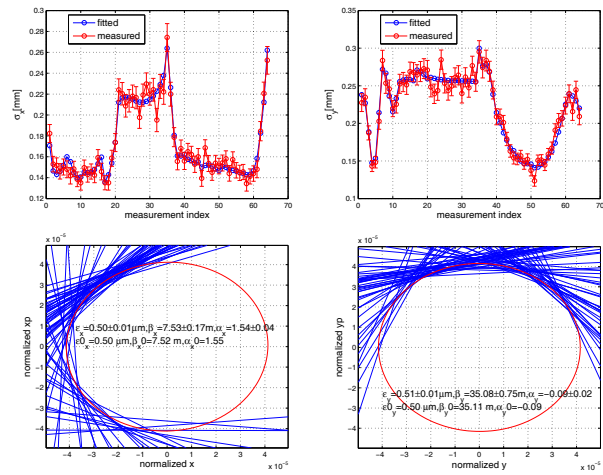 0.3
0.28
0.26
0.24
0.22
0.2
0.18
0.16
0.14
0.12
σx[mm]
fitted
measured
0 10 20 30 40 50 60 70
measurement index
0.35
0.3
0.25
0.2
0.15
0.1
σy[mm]
fitted
measured
0 10 20 30 40 50 60 70
measurement index
x 10^-5
4
3
2
1
0
-1
-2
-3
-4
normalized xp
εx=0.50±0.01μm,βx=7.53±0.17m,αx=1.54±0.04
ε0x=0.50 μm,βx0=7.52 m,αx0=1.55
-4 -3 -2 -1 0 1 2 3 4
x 10^-5
normalized x
x 10^-5
5
4
3
2
1
0
-1
-2
-3
-4
normalized yp
εy=0.51±0.01μm,βy=35.08±0.75m,αy=-0.09±0.02
ε0y=0.50 μm,βy0=35.11 m,αy0=-0.09
-4 -3 -2 -1 0 1 2 3 4
x 10^-5
normalized y